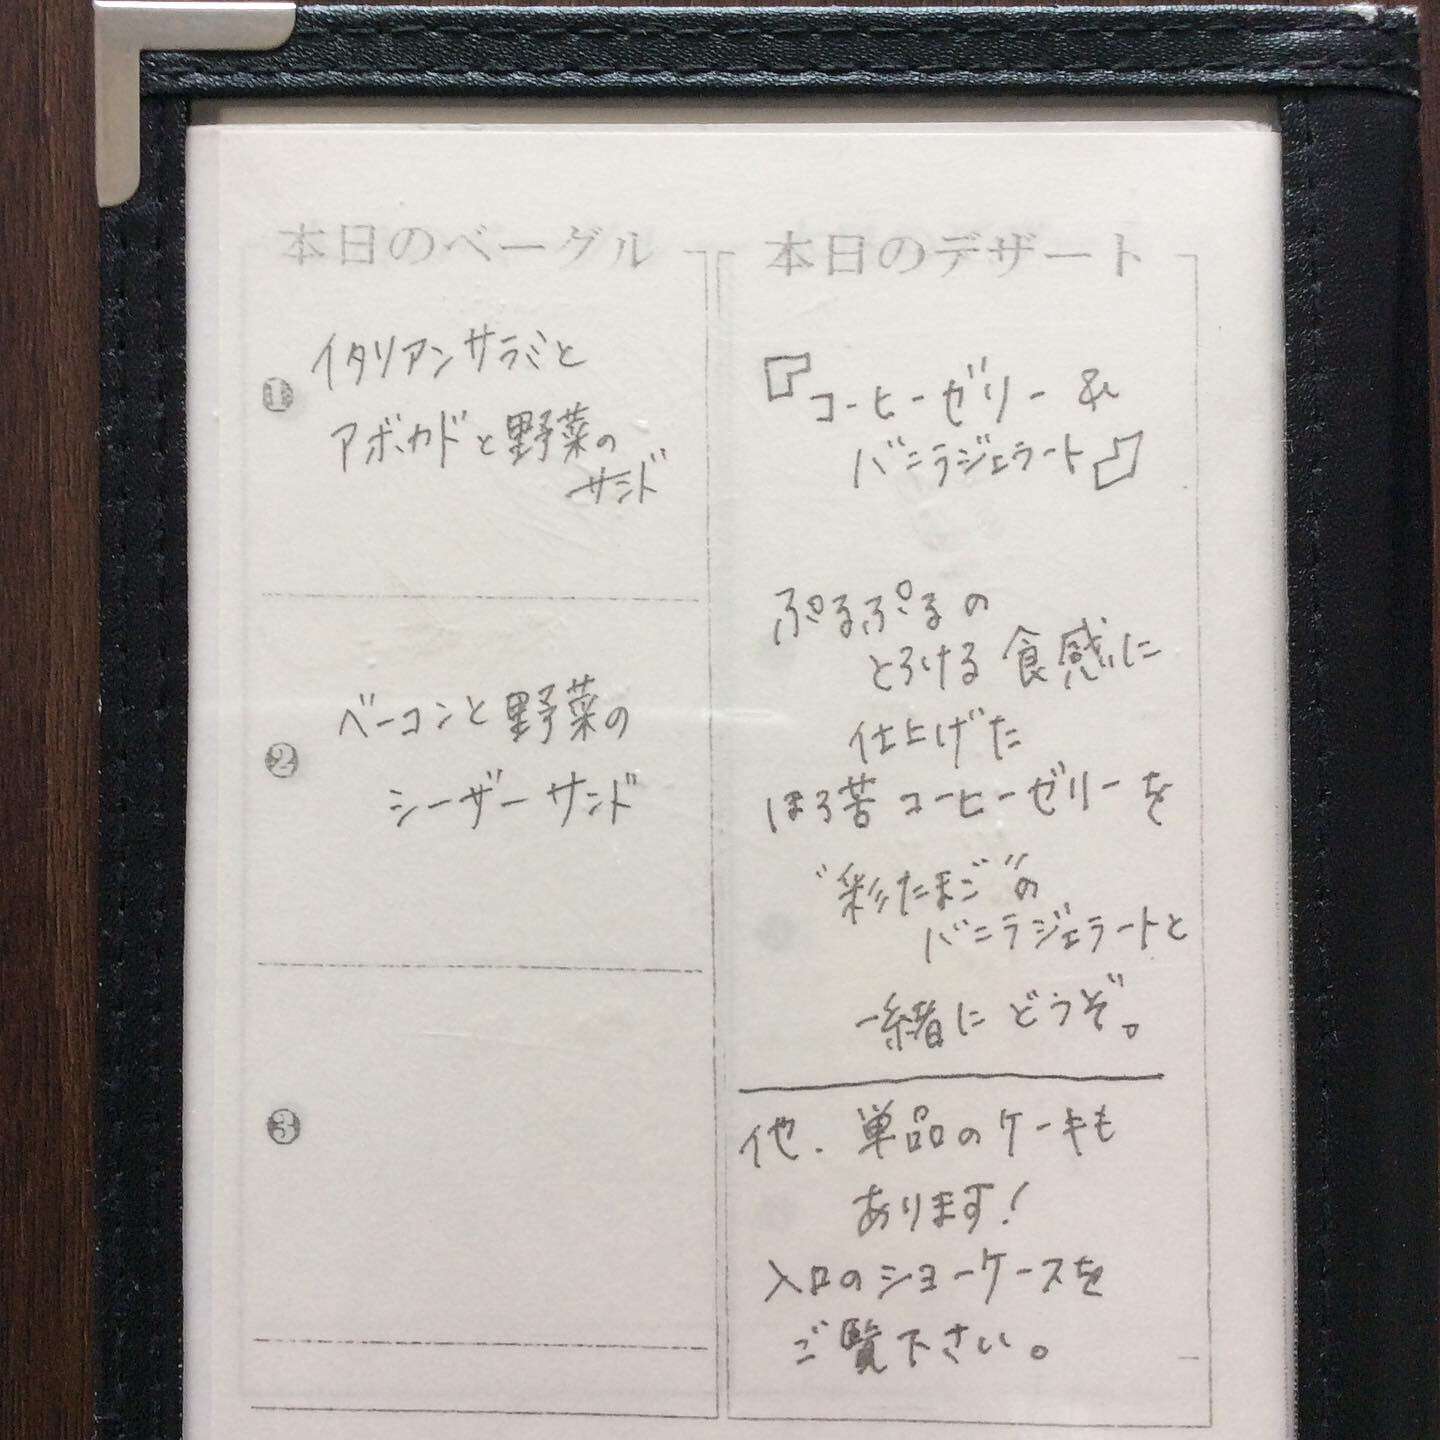 本日のベーグル
❶
イタリアンサラミと
アボカドと野菜の
サンド
❷
ベーコンと野菜の
シーザーサンド
❸
本日のデザート
『コーヒーゼリー &
バニラジェラート』
ぷるぷるの
とろける食感に
仕上げた
ほろ苦コーヒーゼリーを
“彩たまご”の
バニラジェラートと
一緒にどうぞ。
他、単品のケーキも
あります!
入口のショーケースを
ご覧下さい。